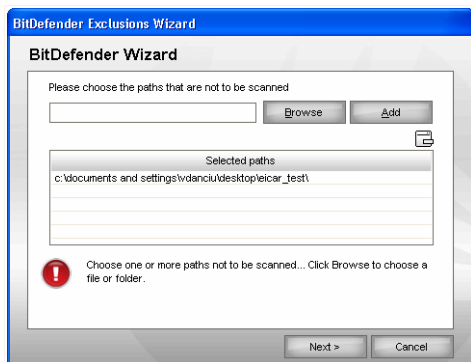 BitDefender Exclusions Wizard
BitDefender Wizard
Please choose the paths that are not to be scanned
Browse
Add
Selected paths
c:\documents and settings\vdanciu\desktop\eicar_test\
Choose one or more paths not to be scanned... Click Browse to choose a
file or folder.
Next >
Cancel